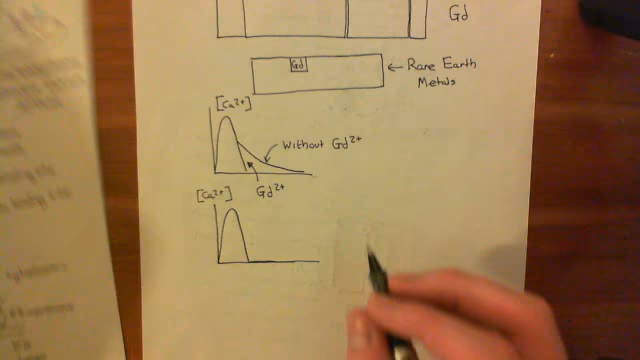 Gd
Gd
← Rare Earth
Metals
[Ca²⁺]
Without Gd²⁺
Gd²⁺
[Ca²⁺]